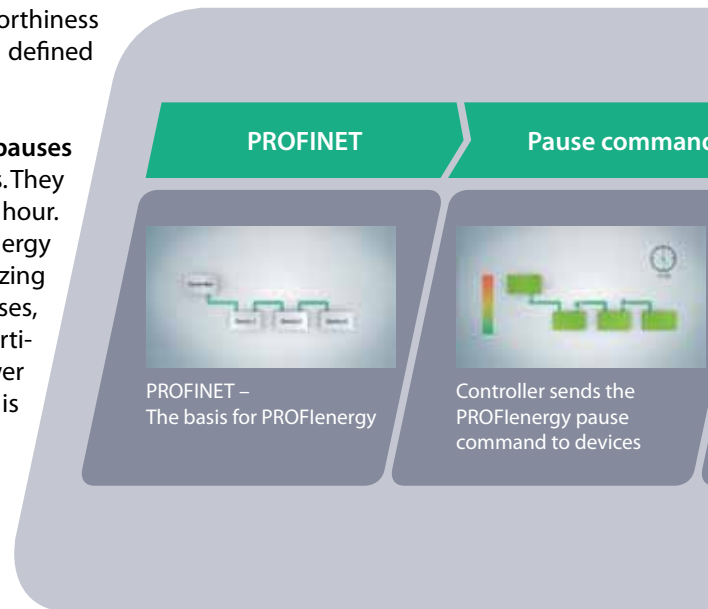 orthiness
defined
pauses
s. They
hour.
ergy
izing
ses,
rti-
ver
is
PROFINET
Pause command
PROFINET –
The basis for PROFIenergy
Controller sends the
PROFIenergy pause
command to devices